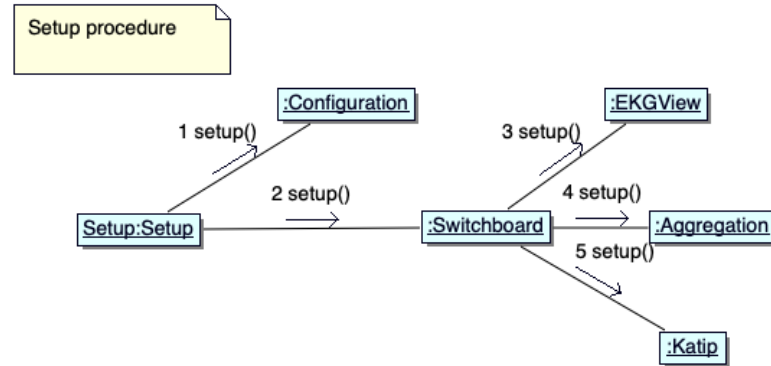 Setup procedure
:Configuration
:EKGView
1 setup()
3 setup()
2 setup()
4 setup()
Setup:Setup
:Switchboard
:Aggregation
5 setup()
:Katip